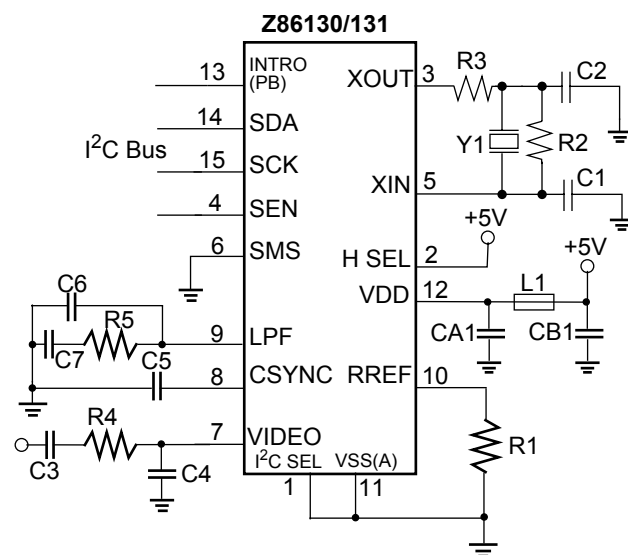 Z86130/131
13 INTRO (PB)
14 SDA
I²C Bus
15 SCK
4 SEN
6 SMS
C6
R5
C7
9 LPF
C5
8 CSYNC
R4
7 VIDEO
C3
C4
I²C SEL
1
VSS(A)
11
XOUT 3
R3
C2
Y1
R2
XIN 5
C1
+5V
H SEL 2
+5V
VDD 12
L1
CA1
CB1
RREF 10
R1